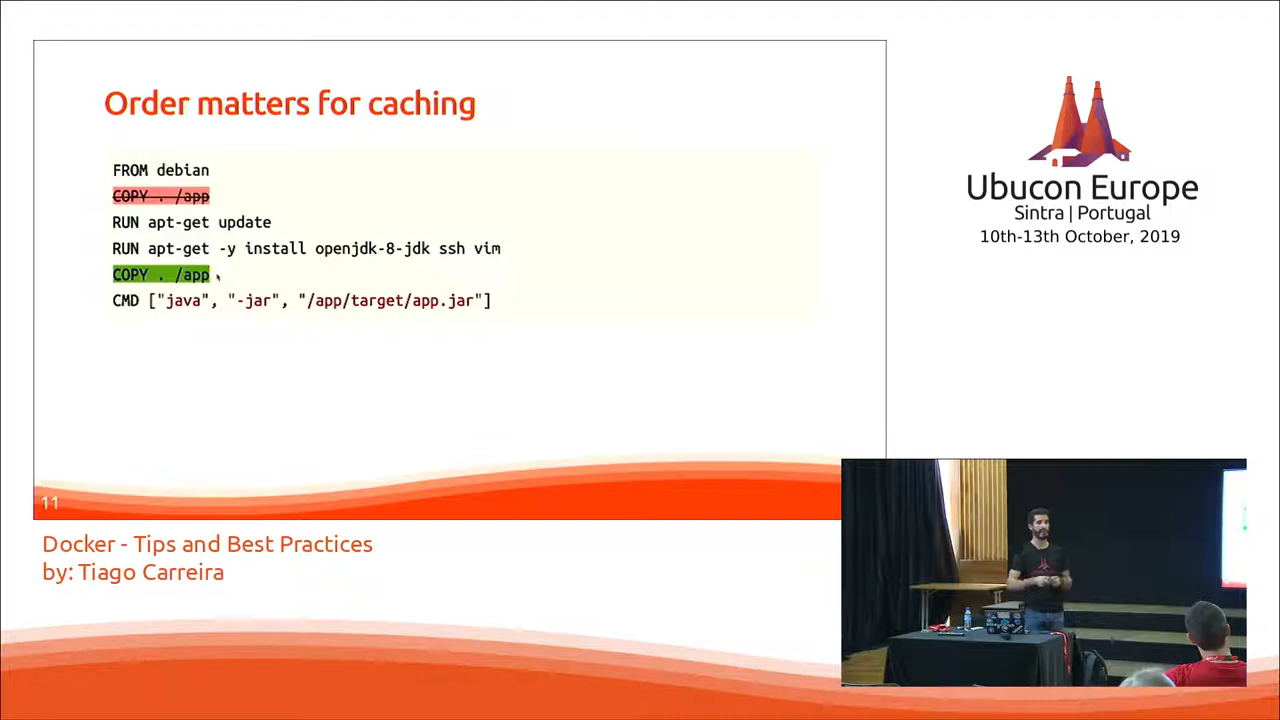 Order matters for caching
FROM debian
COPY . /app
RUN apt-get update
RUN apt-get -y install openjdk-8-jdk ssh vim
COPY . /app
CMD ["java", "-jar", "/app/target/app.jar"]
11
Docker - Tips and Best Practices
by: Tiago Carreira
Ubucon Europe
Sintra | Portugal
10th-13th October, 2019